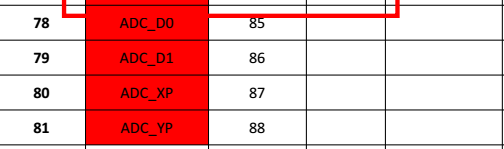 78 ADC_D0 85
79 ADC_D1 86
80 ADC_XP 87
81 ADC_YP 88